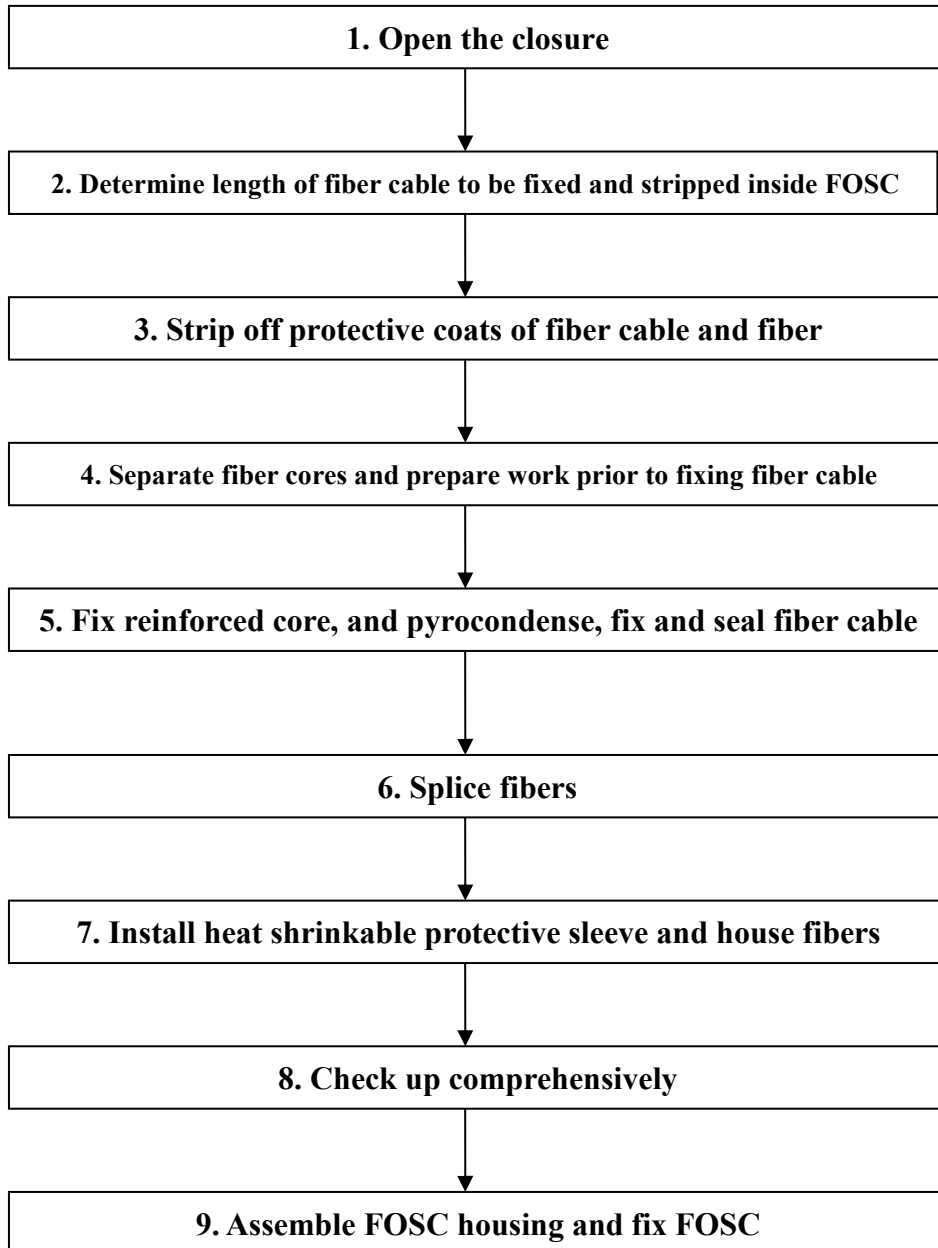 1. Open the closure
2. Determine length of fiber cable to be fixed and stripped inside FOSC
3. Strip off protective coats of fiber cable and fiber
4. Separate fiber cores and prepare work prior to fixing fiber cable
5. Fix reinforced core, and pyrocondense, fix and seal fiber cable
6. Splice fibers
7. Install heat shrinkable protective sleeve and house fibers
8. Check up comprehensively
9. Assemble FOSC housing and fix FOSC